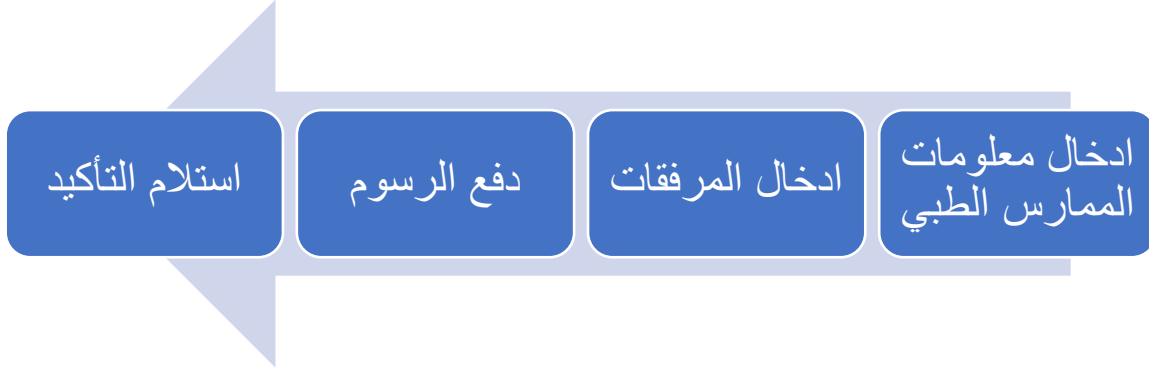 ادخال معلومات
الممارس الطبي
ادخال المرفقات
دفع الرسوم
استلام التأكيد